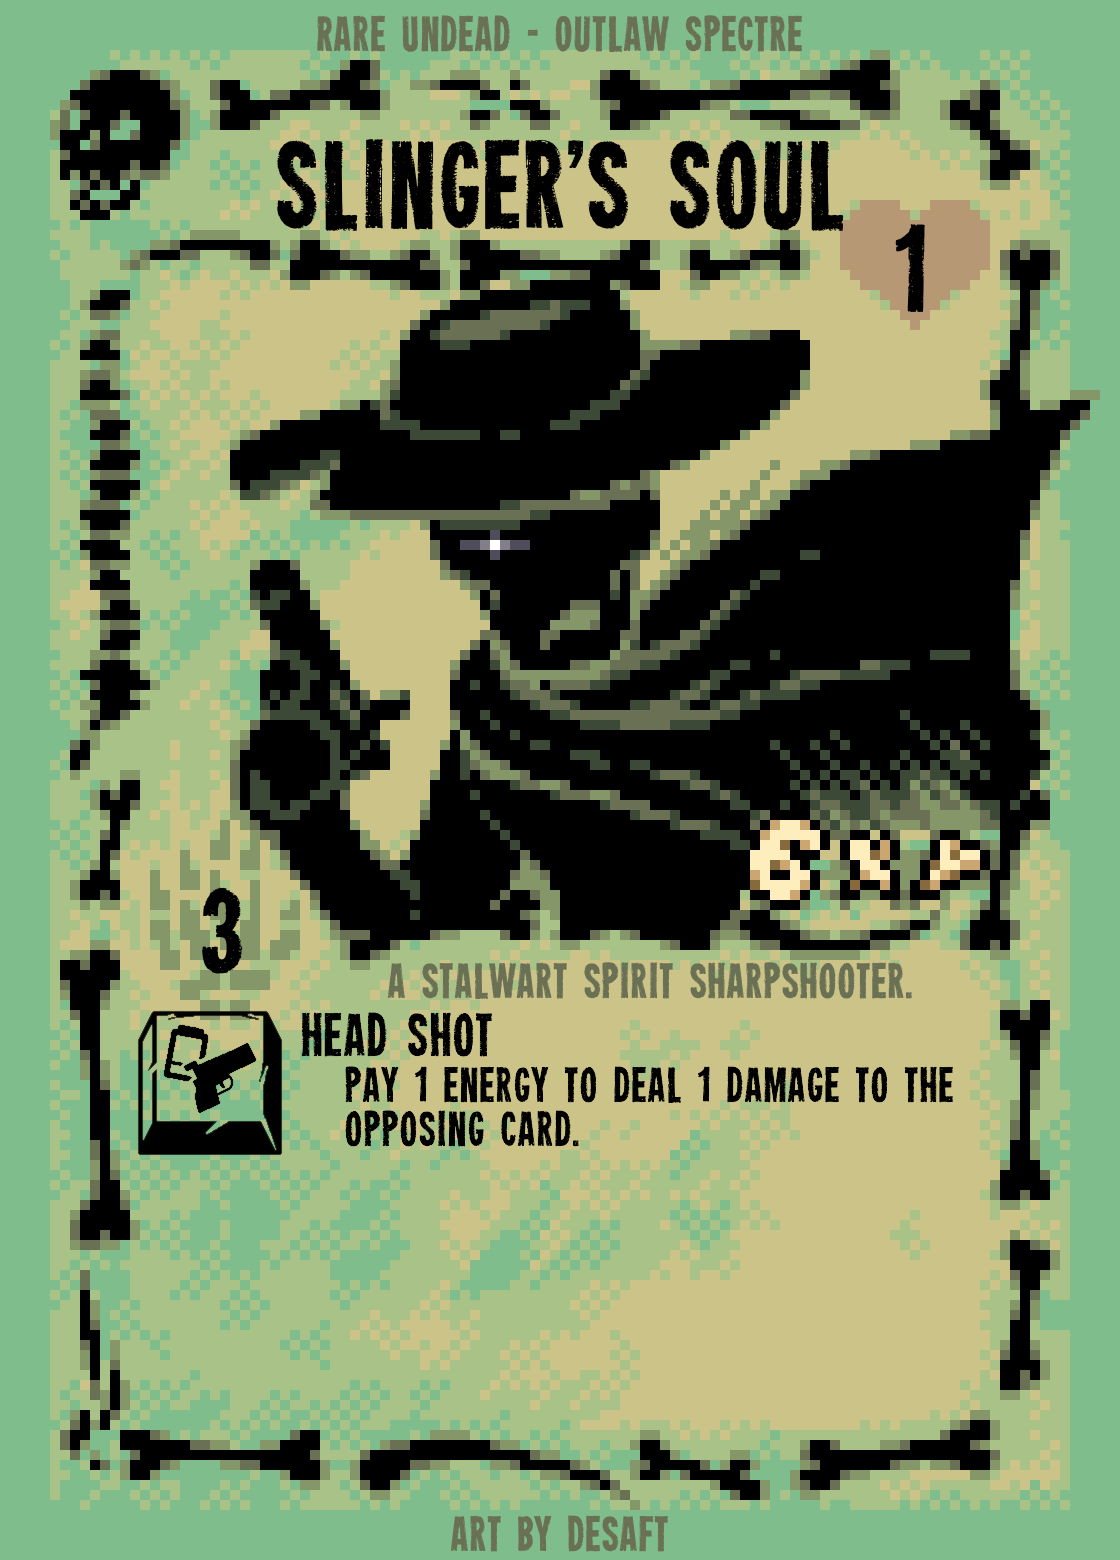 RARE UNDEAD - OUTLAW SPECTRE
SLINGER'S SOUL
1
3
A STALWART SPIRIT SHARPSHOOTER.
HEAD SHOT
PAY 1 ENERGY TO DEAL 1 DAMAGE TO THE
OPPOSING CARD.
ART BY DESAFT